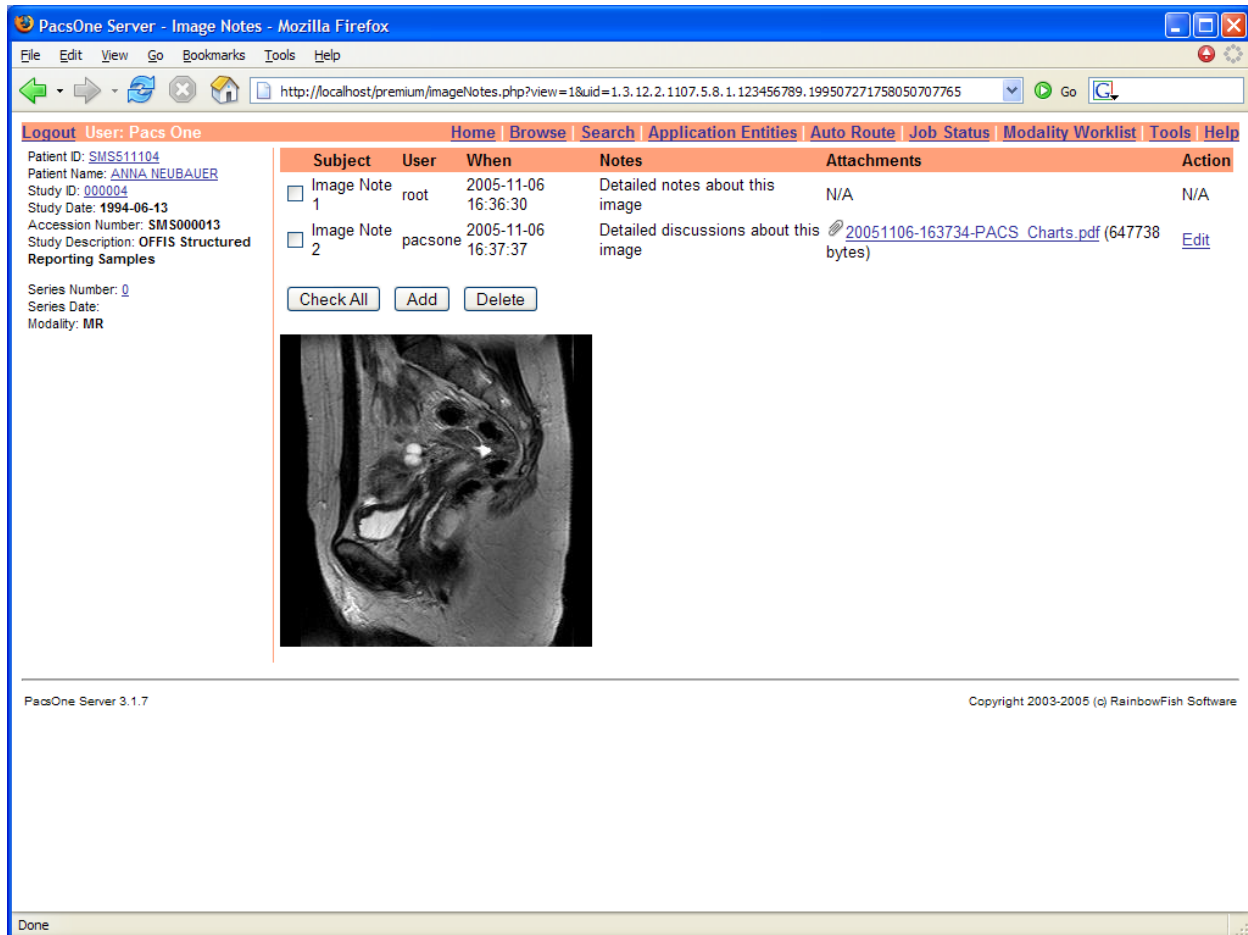 PacsOne Server - Image Notes - Mozilla Firefox
File Edit View Go Bookmarks Tools Help
http://localhost/premium/imageNotes.php?view=1&uid=1.3.12.2.1107.5.8.1.123456789.199507271758050707765 Go G
Logout User: Pacs One Home | Browse | Search | Application Entities | Auto Route | Job Status | Modality Worklist | Tools | Help
Patient ID: SMS511104
Patient Name: ANNA NEUBAUER
Study ID: 000004
Study Date: 1994-06-13
Accession Number: SMS000013
Study Description: OFFIS Structured
Reporting Samples
Series Number: 0
Series Date:
Modality: MR
Subject User When Notes Attachments Action
Image Note 1 root 2005-11-06 16:36:30 Detailed notes about this image N/A N/A
Image Note 2 pacsone 2005-11-06 16:37:37 Detailed discussions about this image 20051106-163734-PACS_Charts.pdf (647738 bytes) Edit
Check All Add Delete
PacsOne Server 3.1.7 Copyright 2003-2005 (c) RainbowFish Software
Done